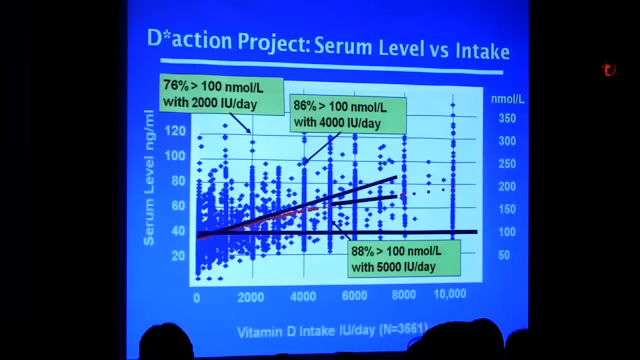 D*action Project: Serum Level vs Intake
76% > 100 nmol/L
with 2000 IU/day
86% > 100 nmol/L
with 4000 IU/day
nmol/L
Serum Level ng/ml
120
100
80
60
40
20
350
300
250
200
150
100
50
88% > 100 nmol/L
with 5000 IU/day
0
2000
4000
6000
8000
10,000
Vitamin D Intake IU/day (N=3661)